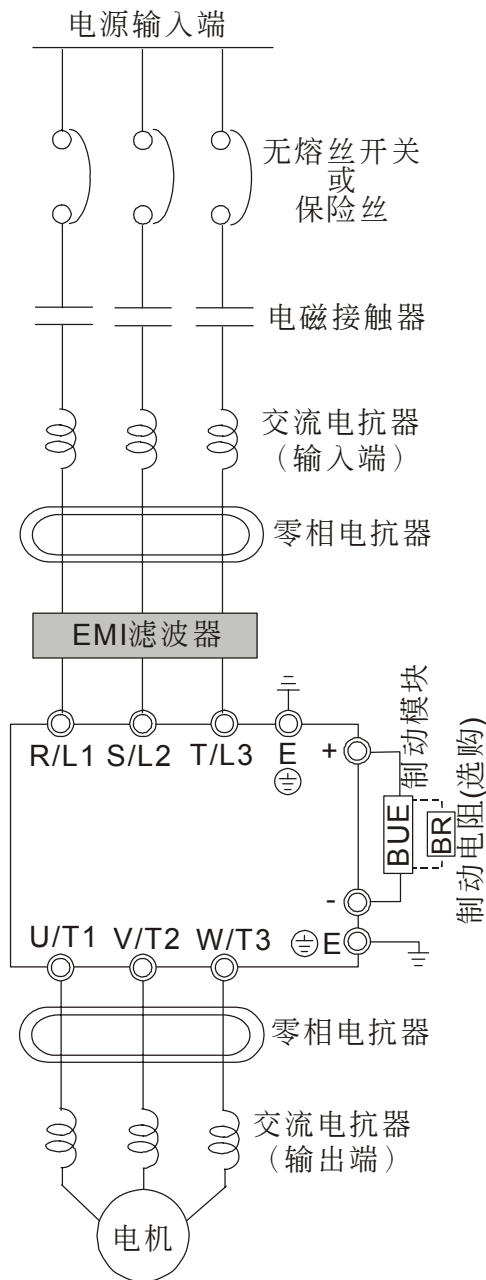 电源输入端
无熔丝开关
或
保险丝
电磁接触器
交流电抗器
（输入端）
零相电抗器
EMI滤波器
R/L1 S/L2 T/L3 E
+
制动模块
BUE
BR
制动电阻(选购)
-
U/T1 V/T2 W/T3 E
零相电抗器
交流电抗器
（输出端）
电机